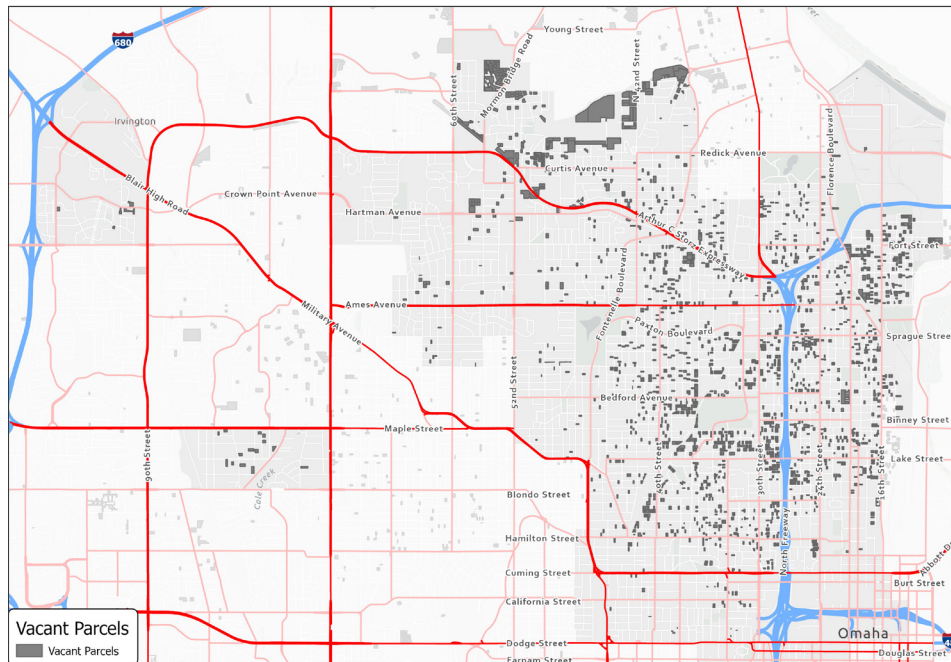 680
Young Street
Mormon Bridge Road
N 42nd Street
60th Street
Irvington
Redick Avenue
Florence Boulevard
Curtis Avenue
Blair High Road
Crown Point Avenue
Hartman Avenue
Arthur C Storz Expressway
Fort Street
Fontenelle Boulevard
Ames Avenue
Military Avenue
Paxton Boulevard
Sprague Street
52nd Street
Bedford Avenue
Binney Street
Maple Street
90th Street
Cole Creek
40th Street
30th Street
24th Street
16th Street
Lake Street
Blondo Street
Hamilton Street
North Freeway
Cuming Street
Burt Street
California Street
Omaha
Dodge Street
Douglas Street
Farnam Street
Vacant Parcels
Vacant Parcels